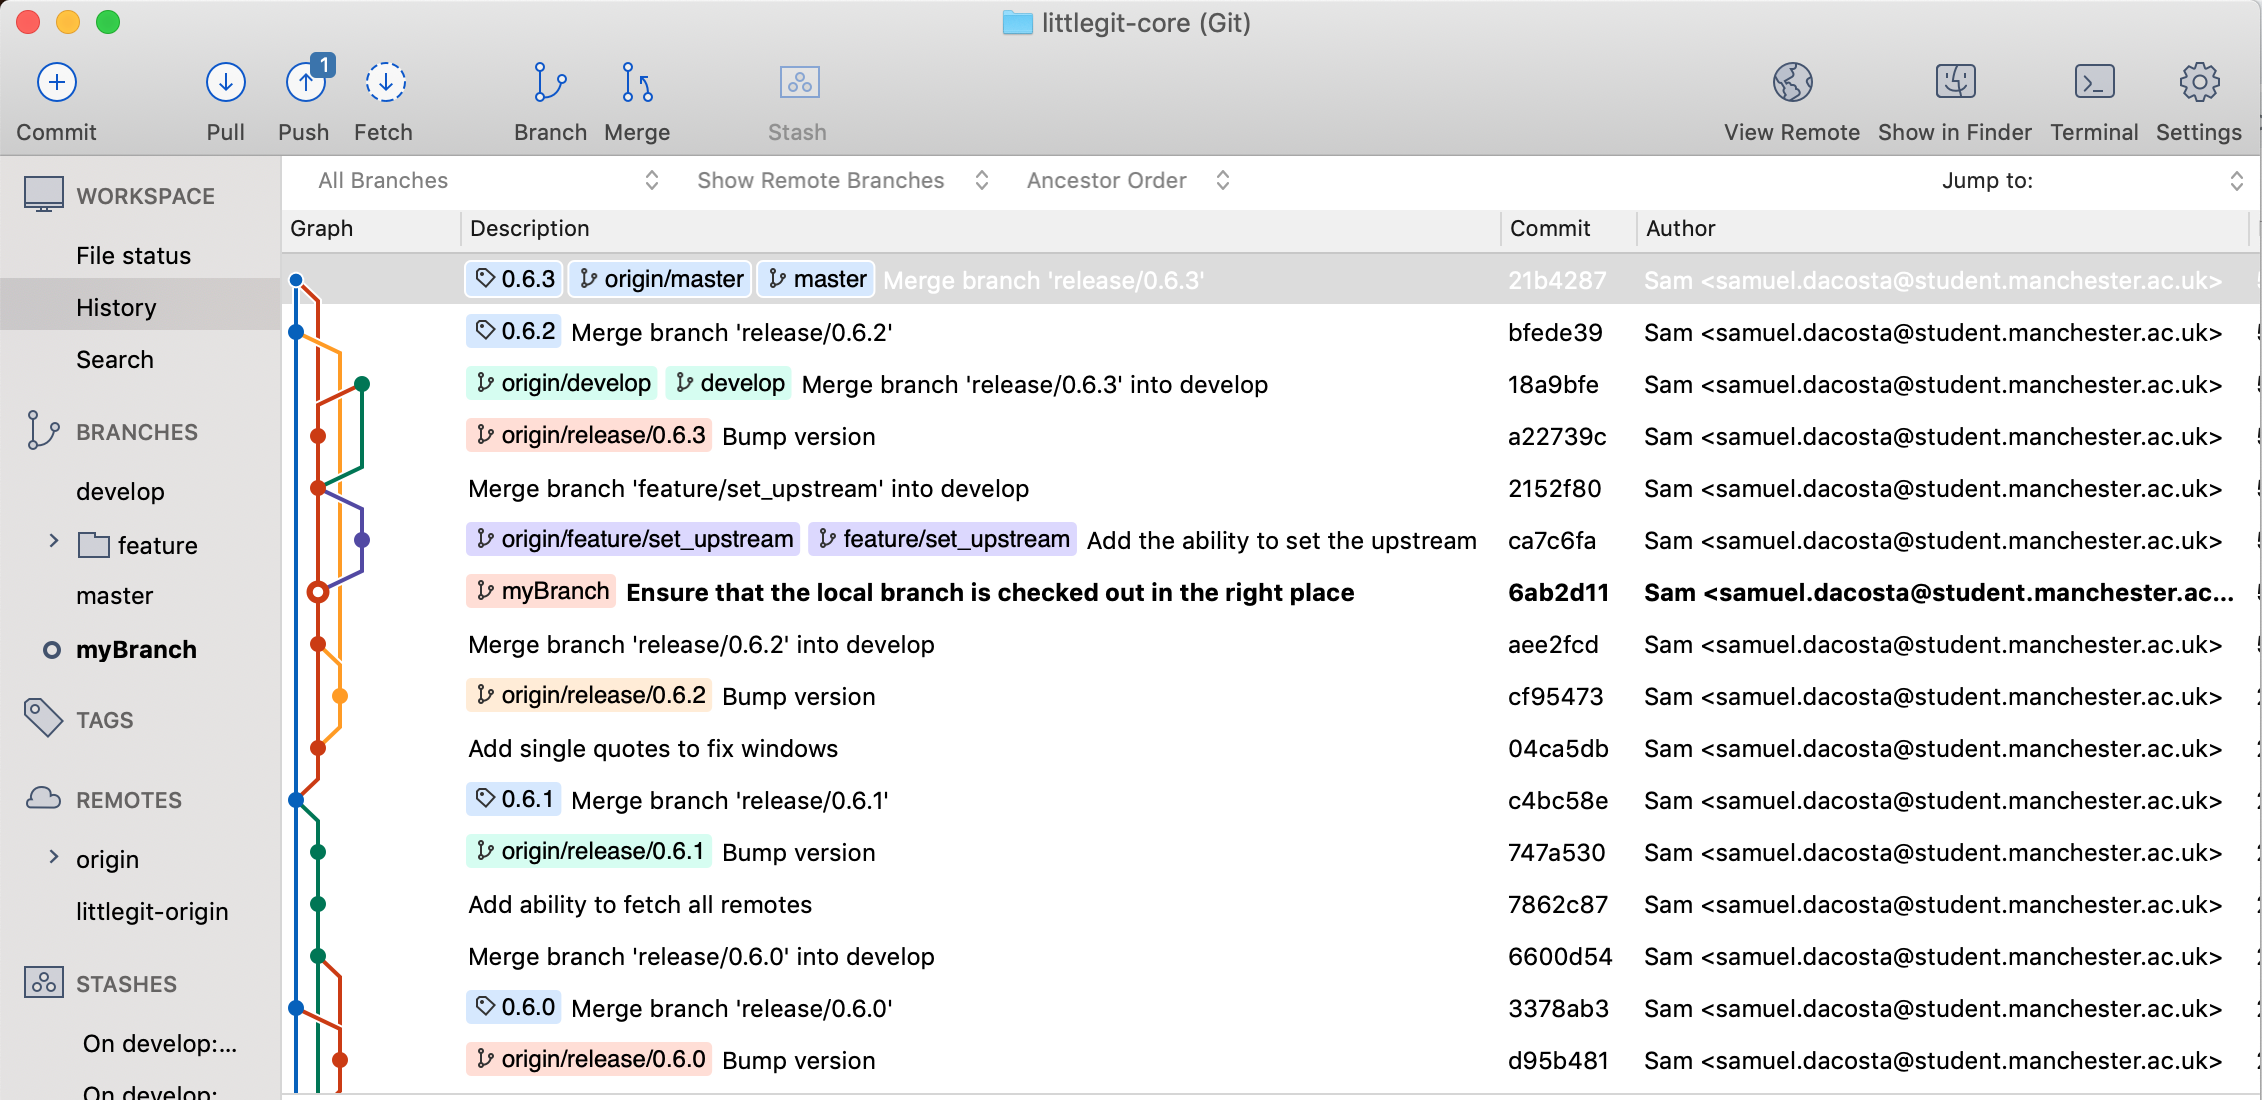 littlegit-core (Git)
1
Commit Pull Push Fetch Branch Merge Stash View Remote Show in Finder Terminal Settings
WORKSPACE
File status
History
Search
BRANCHES
develop
feature
master
myBranch
TAGS
REMOTES
origin
littlegit-origin
STASHES
On develop:...
On develop:
All Branches Show Remote Branches Ancestor Order Jump to:
Graph Description Commit Author
0.6.3 origin/master master Merge branch 'release/0.6.3' 21b4287 Sam <samuel.dacosta@student.manchester.ac.uk>
0.6.2 Merge branch 'release/0.6.2' bfede39 Sam <samuel.dacosta@student.manchester.ac.uk>
origin/develop develop Merge branch 'release/0.6.3' into develop 18a9bfe Sam <samuel.dacosta@student.manchester.ac.uk>
origin/release/0.6.3 Bump version a22739c Sam <samuel.dacosta@student.manchester.ac.uk>
Merge branch 'feature/set_upstream' into develop 2152f80 Sam <samuel.dacosta@student.manchester.ac.uk>
origin/feature/set_upstream feature/set_upstream Add the ability to set the upstream ca7c6fa Sam <samuel.dacosta@student.manchester.ac.uk>
myBranch Ensure that the local branch is checked out in the right place 6ab2d11 Sam <samuel.dacosta@student.manchester.ac...
Merge branch 'release/0.6.2' into develop aee2fcd Sam <samuel.dacosta@student.manchester.ac.uk>
origin/release/0.6.2 Bump version cf95473 Sam <samuel.dacosta@student.manchester.ac.uk>
Add single quotes to fix windows 04ca5db Sam <samuel.dacosta@student.manchester.ac.uk>
0.6.1 Merge branch 'release/0.6.1' c4bc58e Sam <samuel.dacosta@student.manchester.ac.uk>
origin/release/0.6.1 Bump version 747a530 Sam <samuel.dacosta@student.manchester.ac.uk>
Add ability to fetch all remotes 7862c87 Sam <samuel.dacosta@student.manchester.ac.uk>
Merge branch 'release/0.6.0' into develop 6600d54 Sam <samuel.dacosta@student.manchester.ac.uk>
0.6.0 Merge branch 'release/0.6.0' 3378ab3 Sam <samuel.dacosta@student.manchester.ac.uk>
origin/release/0.6.0 Bump version d95b481 Sam <samuel.dacosta@student.manchester.ac.uk>